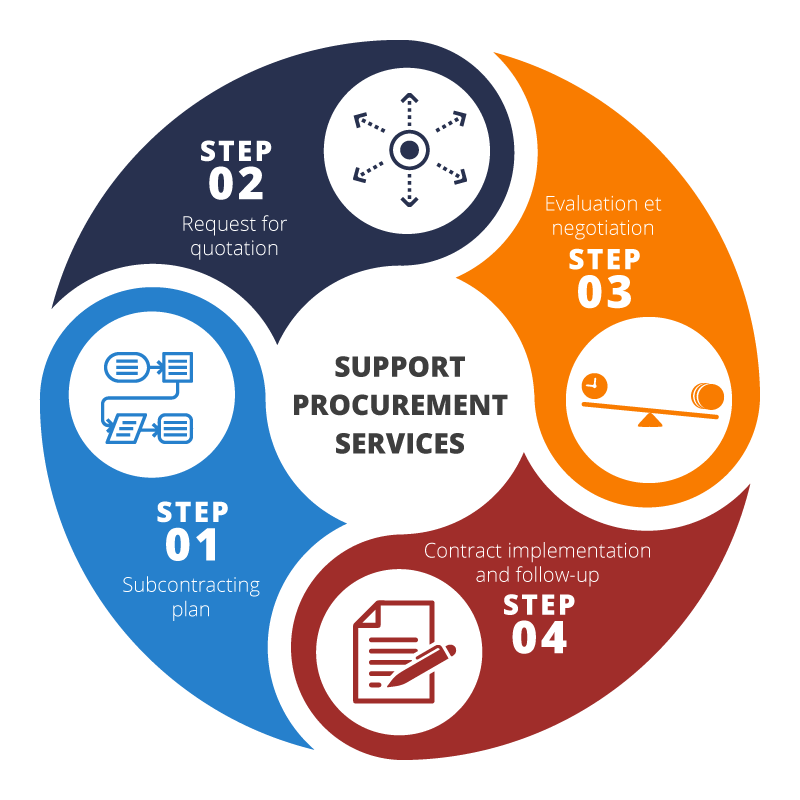 SUPPORT
PROCUREMENT
SERVICES
STEP
01
Subcontracting
plan
STEP
02
Request for
quotation
Evaluation et
negotiation
STEP
03
Contract implementation
and follow-up
STEP
04